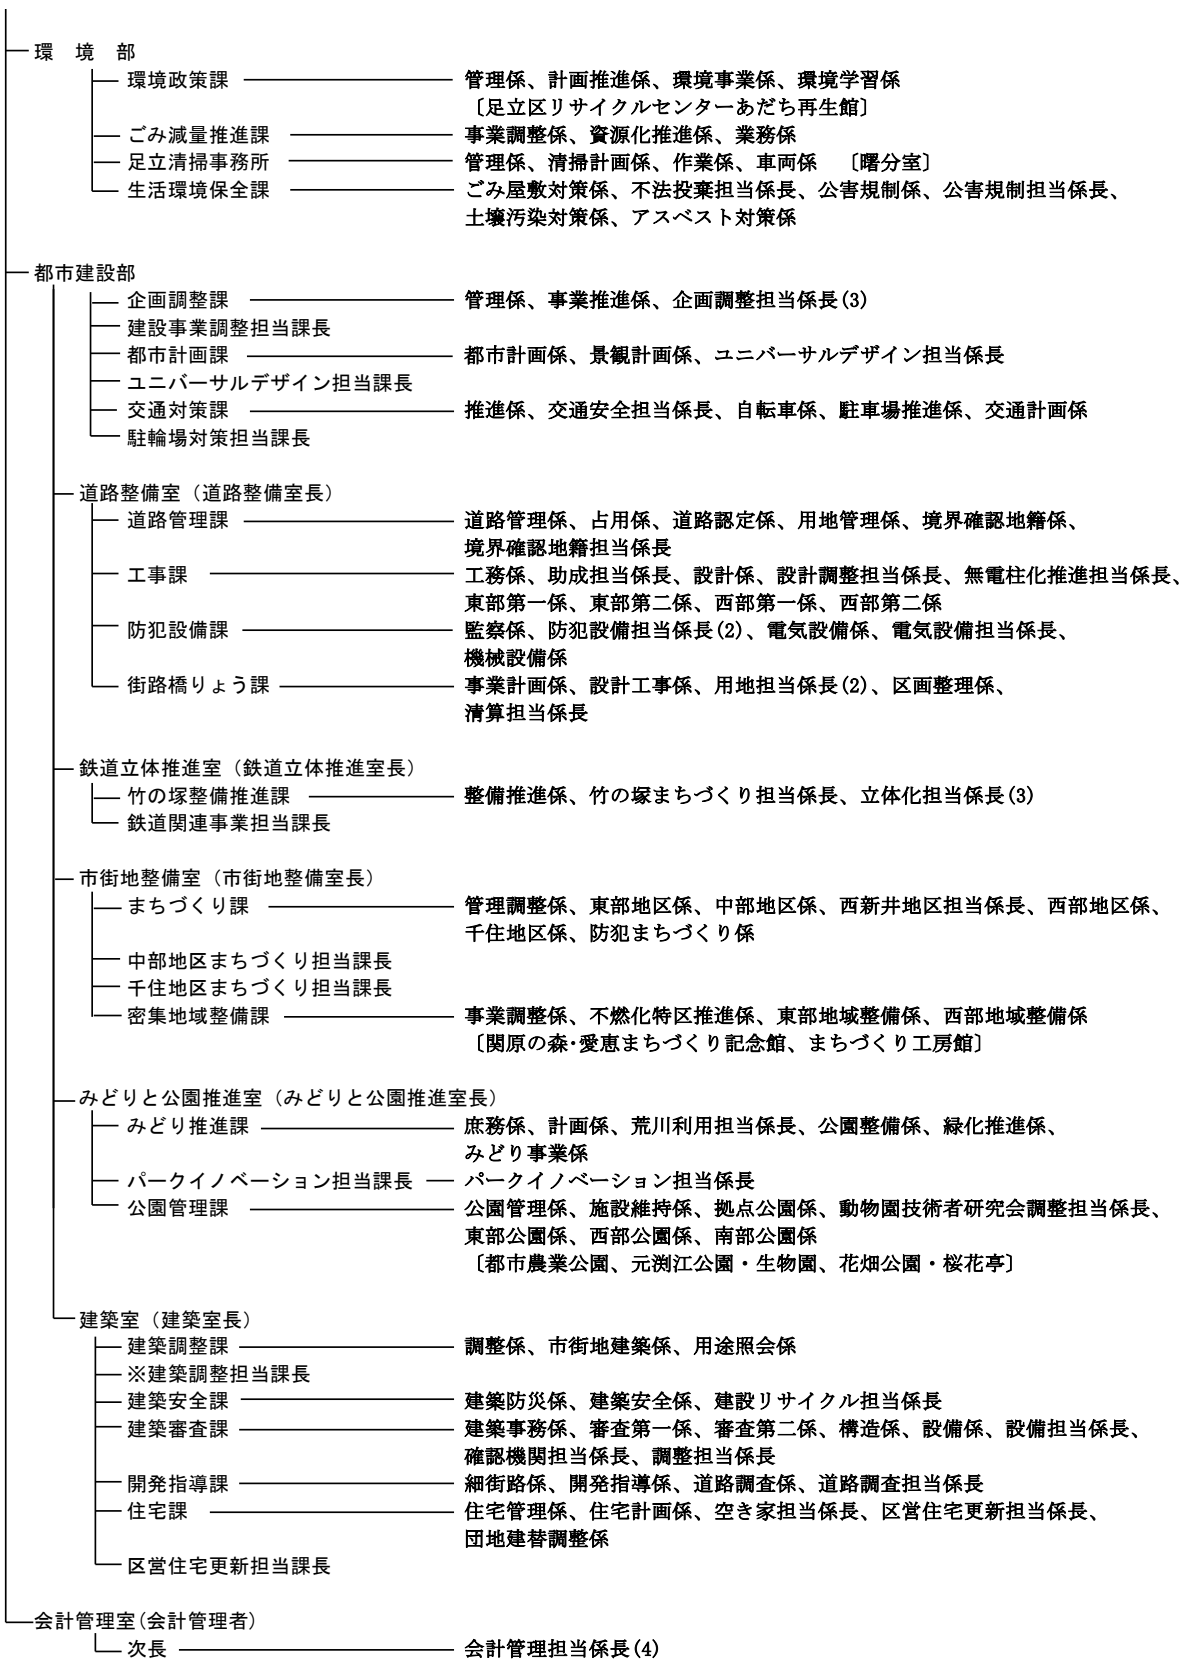 環　境　部
環境政策課　管理係、計画推進係、環境事業係、環境学習係
〔足立区リサイクルセンターあだち再生館〕
ごみ減量推進課　事業調整係、資源化推進係、業務係
足立清掃事務所　管理係、清掃計画係、作業係、車両係　〔曙分室〕
生活環境保全課　ごみ屋敷対策係、不法投棄担当係長、公害規制係、公害規制担当係長、
土壌汚染対策係、アスベスト対策係
都市建設部
企画調整課　管理係、事業推進係、企画調整担当係長(3)
建設事業調整担当課長
都市計画課　都市計画係、景観計画係、ユニバーサルデザイン担当係長
ユニバーサルデザイン担当課長
交通対策課　推進係、交通安全担当係長、自転車係、駐車場推進係、交通計画係
駐輪場対策担当課長
道路整備室（道路整備室長）
道路管理課　道路管理係、占用係、道路認定係、用地管理係、境界確認地籍係、
境界確認地籍担当係長
工事課　工務係、助成担当係長、設計係、設計調整担当係長、無電柱化推進担当係長、
東部第一係、東部第二係、西部第一係、西部第二係
防犯設備課　監察係、防犯設備担当係長(2)、電気設備係、電気設備担当係長、
機械設備係
街路橋りょう課　事業計画係、設計工事係、用地担当係長(2)、区画整理係、
清算担当係長
鉄道立体推進室（鉄道立体推進室長）
竹の塚整備推進課　整備推進係、竹の塚まちづくり担当係長、立体化担当係長(3)
鉄道関連事業担当課長
市街地整備室（市街地整備室長）
まちづくり課　管理調整係、東部地区係、中部地区係、西新井地区担当係長、西部地区係、
千住地区係、防犯まちづくり係
中部地区まちづくり担当課長
千住地区まちづくり担当課長
密集地域整備課　事業調整係、不燃化特区推進係、東部地域整備係、西部地域整備係
〔関原の森･愛恵まちづくり記念館、まちづくり工房館〕
みどりと公園推進室（みどりと公園推進室長）
みどり推進課　庶務係、計画係、荒川利用担当係長、公園整備係、緑化推進係、
みどり事業係
パークイノベーション担当課長　パークイノベーション担当係長
公園管理課　公園管理係、施設維持係、拠点公園係、動物園技術者研究会調整担当係長、
東部公園係、西部公園係、南部公園係
〔都市農業公園、元渕江公園・生物園、花畑公園・桜花亭〕
建築室（建築室長）
建築調整課　調整係、市街地建築係、用途照会係
※建築調整担当課長
建築安全課　建築防災係、建築安全係、建設リサイクル担当係長
建築審査課　建築事務係、審査第一係、審査第二係、構造係、設備係、設備担当係長、
確認機関担当係長、調整担当係長
開発指導課　細街路係、開発指導係、道路調査係、道路調査担当係長
住宅課　住宅管理係、住宅計画係、空き家担当係長、区営住宅更新担当係長、
団地建替調整係
区営住宅更新担当課長
会計管理室(会計管理者)
次長　会計管理担当係長(4)